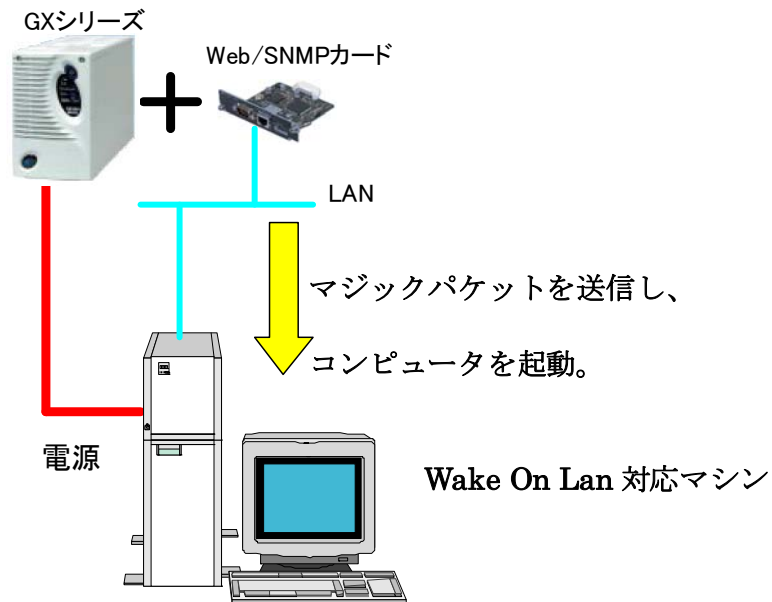 GXシリーズ
Web/SNMPカード
LAN
マジックパケットを送信し、
コンピュータを起動。
電源
Wake On Lan 対応マシン